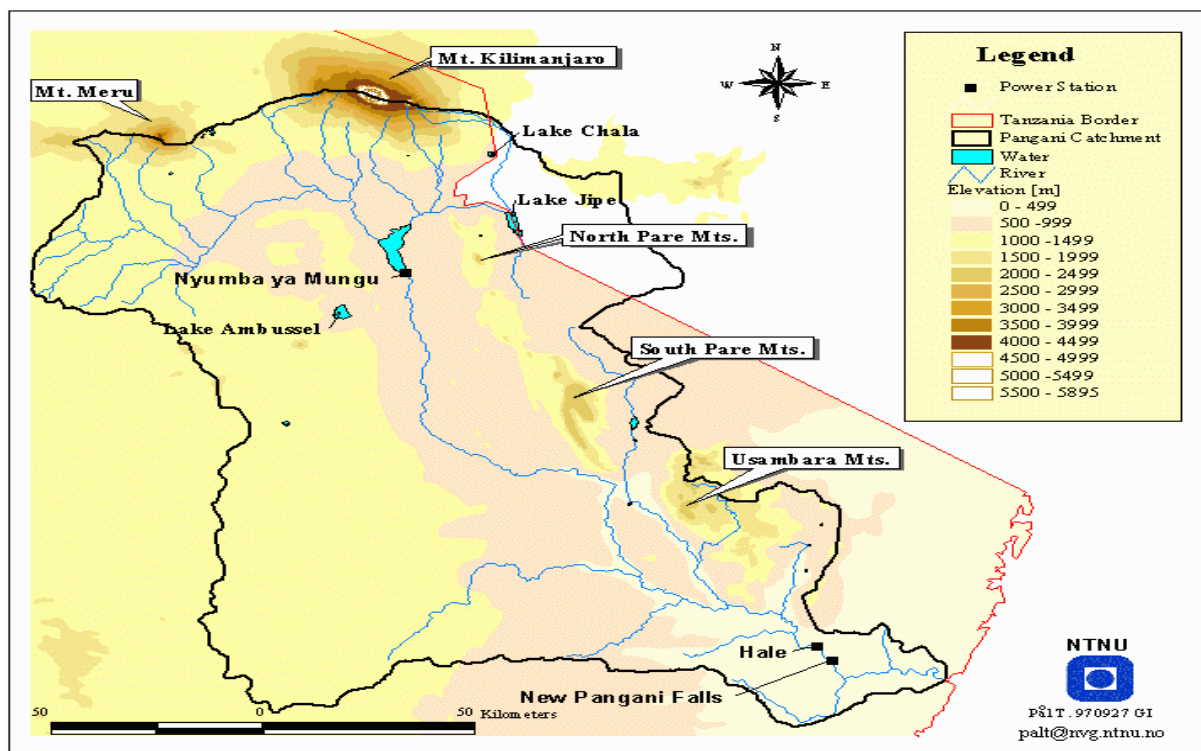 Mt. Kilimanjaro
Mt. Meru
N
W
E
S
Lake Chala
Lake Jipe
North Pare Mts.
Nyumba ya Mungu
Lake Ambussel
South Pare Mts.
Usambara Mts.
Hale
New Pangani Falls
50 0 50 Kilometers
Legend
Power Station
Tanzania Border
Pangani Catchment
Water
River
Elevation [m]
0 - 499
500 -999
1000 -1499
1500 -1999
2000 -2499
2500 -2999
3000 -3499
3500 -3999
4000 -4499
4500 - 4999
5000 -5499
5500 - 5895
NTNU
PålT.970927 GI
palt@nvg.ntnu.no